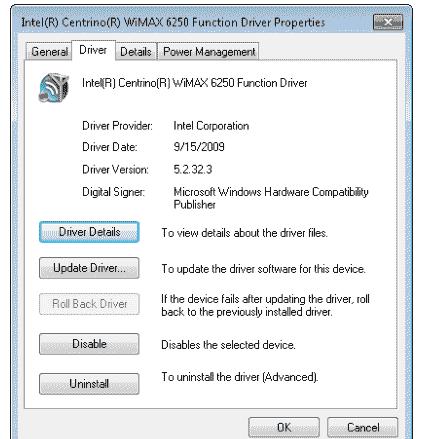 Intel(R) Centrino(R) WiMAX 6250 Function Driver Properties
General Driver Details Power Management
Intel(R) Centrino(R) WiMAX 6250 Function Driver
Driver Provider: Intel Corporation
Driver Date: 9/15/2009
Driver Version: 5.2.32.3
Digital Signer: Microsoft Windows Hardware Compatibility
Publisher
Driver Details To view details about the driver files.
Update Driver... To update the driver software for this device.
Roll Back Driver If the device fails after updating the driver, roll
back to the previously installed driver.
Disable Disables the selected device.
Uninstall To uninstall the driver (Advanced).
OK Cancel